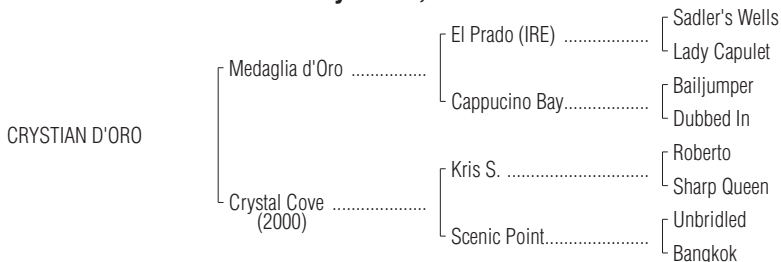 Sadler's Wells
El Prado (IRE) ..................
Lady Capulet
Medaglia d'Oro ................
Bailjumper
Cappucino Bay..................
Dubbed In
CRYSTIAN D'ORO
Roberto
Kris S. ..............................
Sharp Queen
Crystal Cove ....................
(2000)
Unbridled
Scenic Point......................
Bangkok